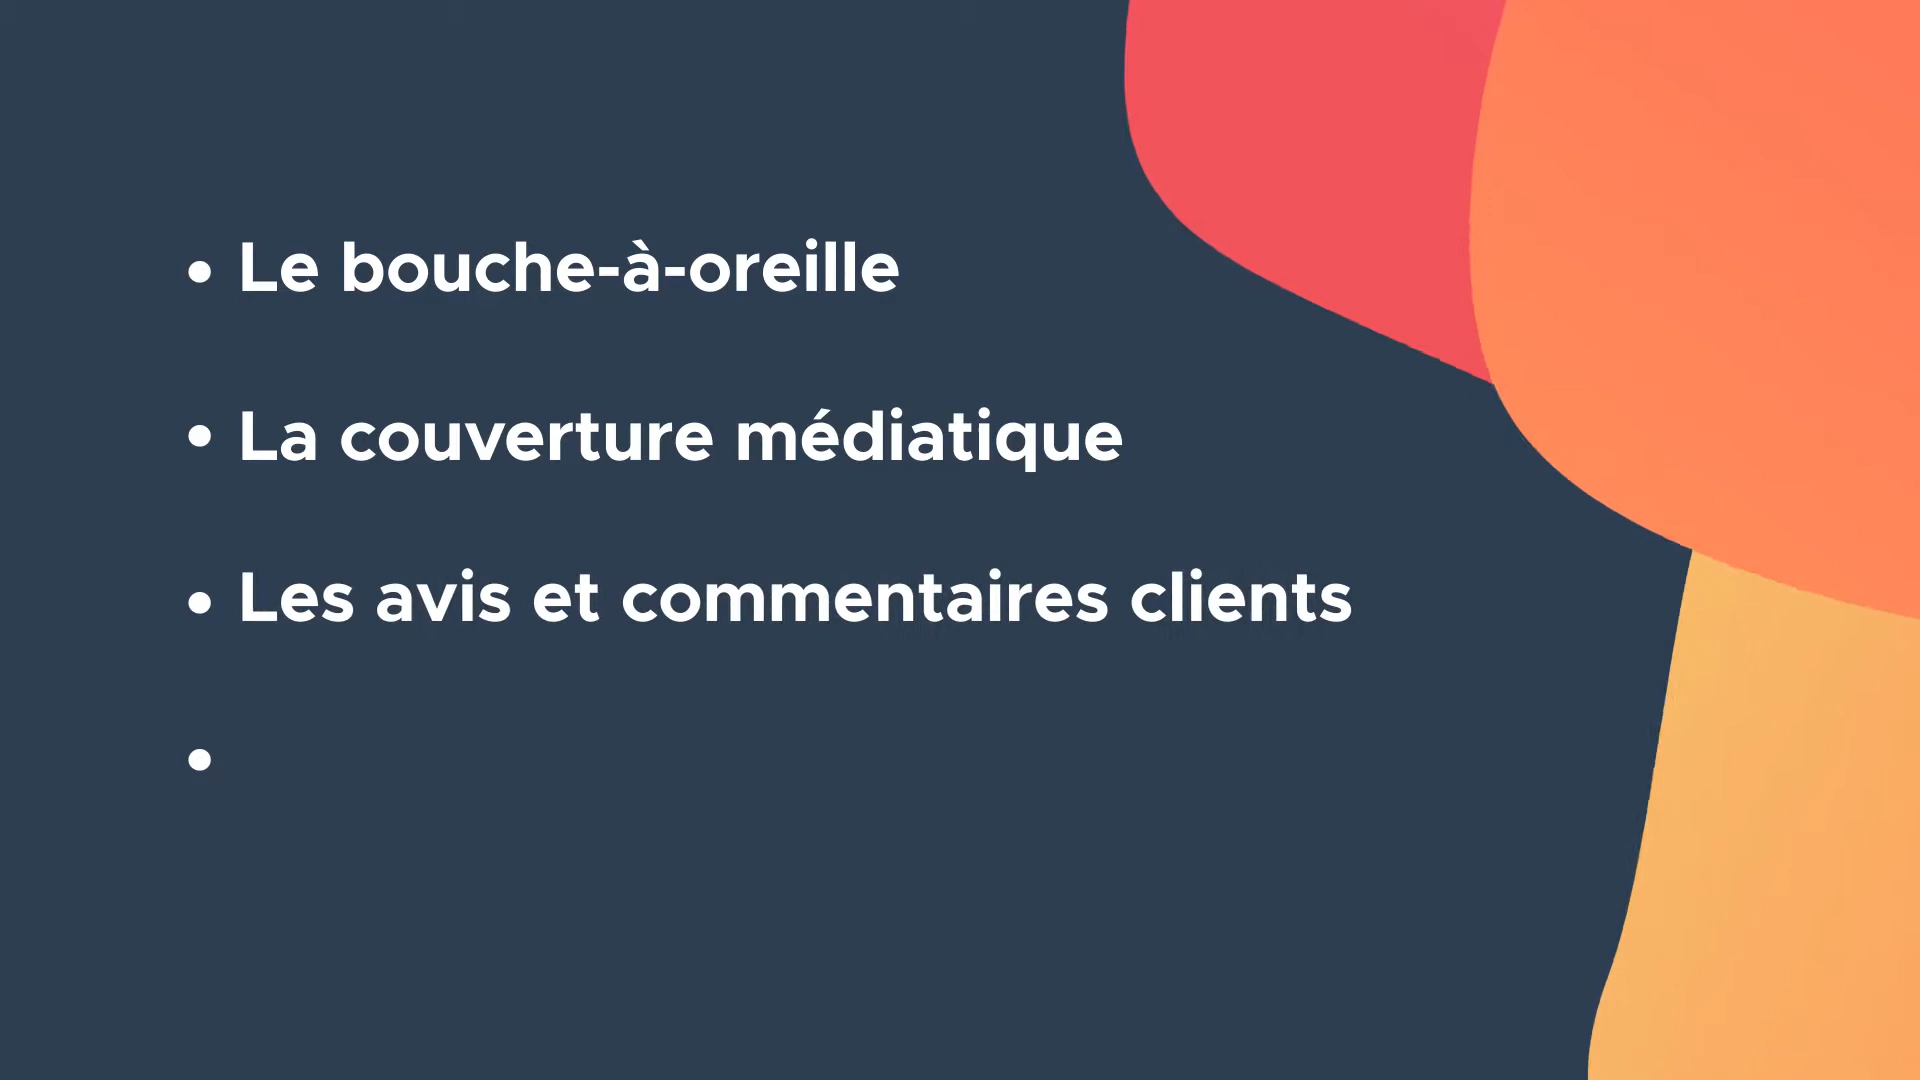 • Le bouche-à-oreille
• La couverture médiatique
• Les avis et commentaires clients
•